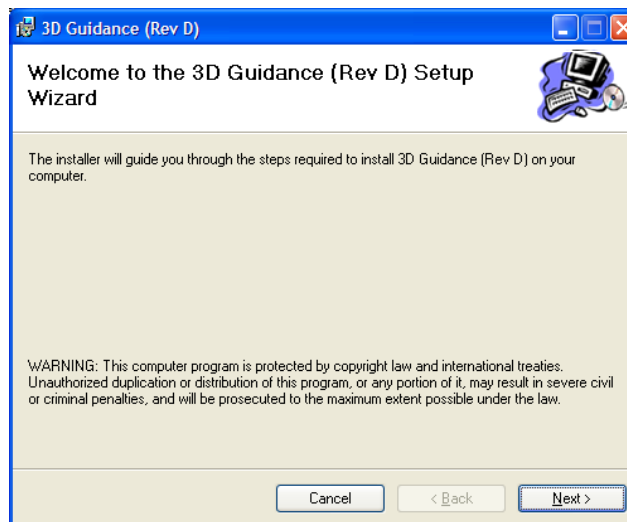 3D Guidance (Rev D)
Welcome to the 3D Guidance (Rev D) Setup
Wizard
The installer will guide you through the steps required to install 3D Guidance (Rev D) on your
computer.
WARNING: This computer program is protected by copyright law and international treaties.
Unauthorized duplication or distribution of this program, or any portion of it, may result in severe civil
or criminal penalties, and will be prosecuted to the maximum extent possible under the law.
Cancel < Back Next >